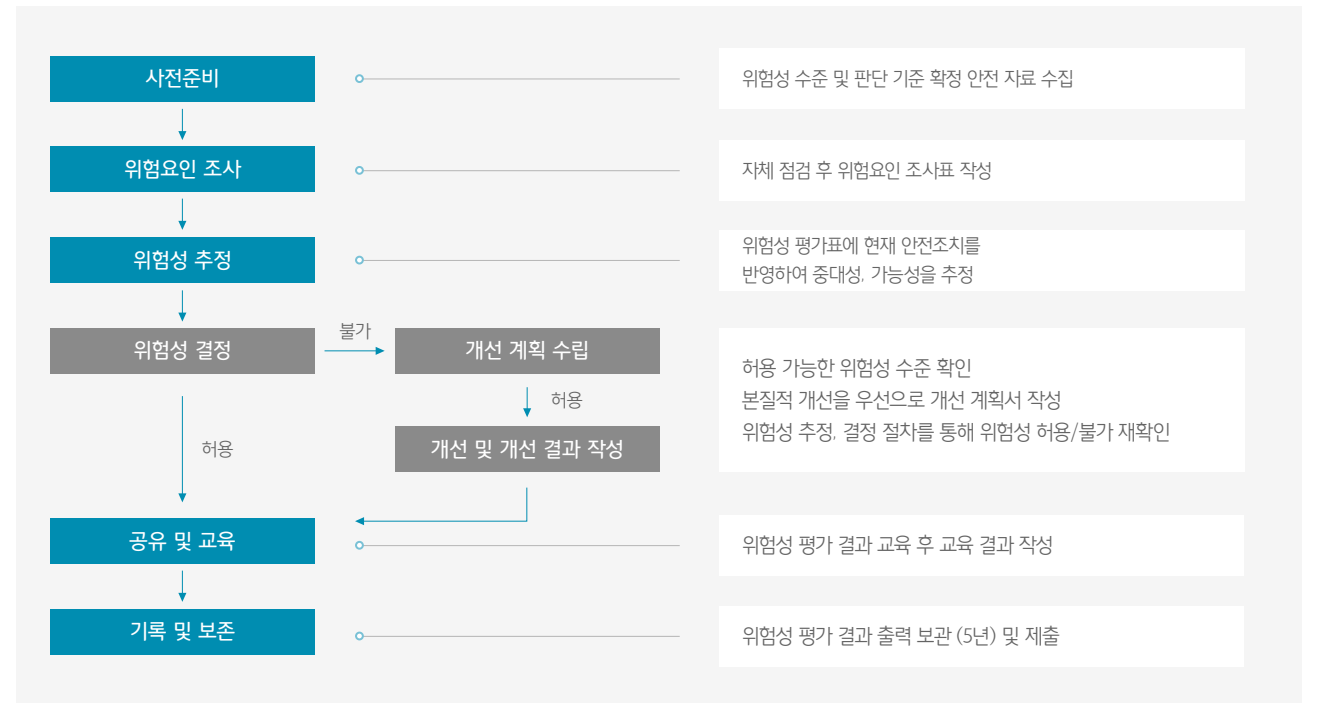 사전준비
위험성 수준 및 판단 기준 확정 안전 자료 수집
위험요인 조사
자체 점검 후 위험요인 조사표 작성
위험성 추정
위험성 평가표에 현재 안전조치를
반영하여 중대성, 가능성을 추정
위험성 결정
불가
개선 계획 수립
허용
개선 및 개선 결과 작성
허용
허용 가능한 위험성 수준 확인
본질적 개선을 우선으로 개선 계획서 작성
위험성 추정, 결정 절차를 통해 위험성 허용/불가 재확인
공유 및 교육
위험성 평가 결과 교육 후 교육 결과 작성
기록 및 보존
위험성 평가 결과 출력 보관 (5년) 및 제출